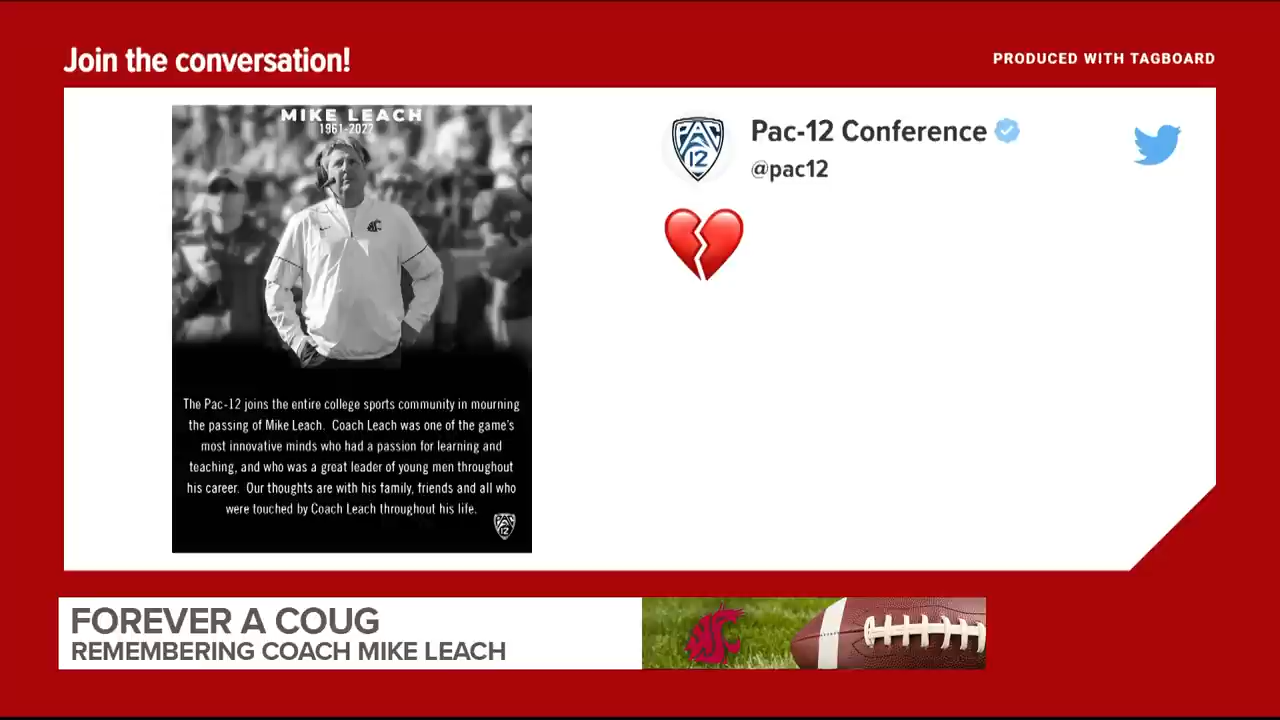 Join the conversation!
PRODUCED WITH TAGBOARD
MIKE LEACH
1961-2022
The Pac-12 joins the entire college sports community in mourning
the passing of Mike Leach. Coach Leach was one of the game's
most innovative minds who had a passion for learning and
teaching, and who was a great leader of young men throughout
his career. Our thoughts are with his family, friends and all who
were touched by Coach Leach throughout his life.
PAC
12
PAC
12
Pac-12 Conference
@pac12
FOREVER A COUG
REMEMBERING COACH MIKE LEACH